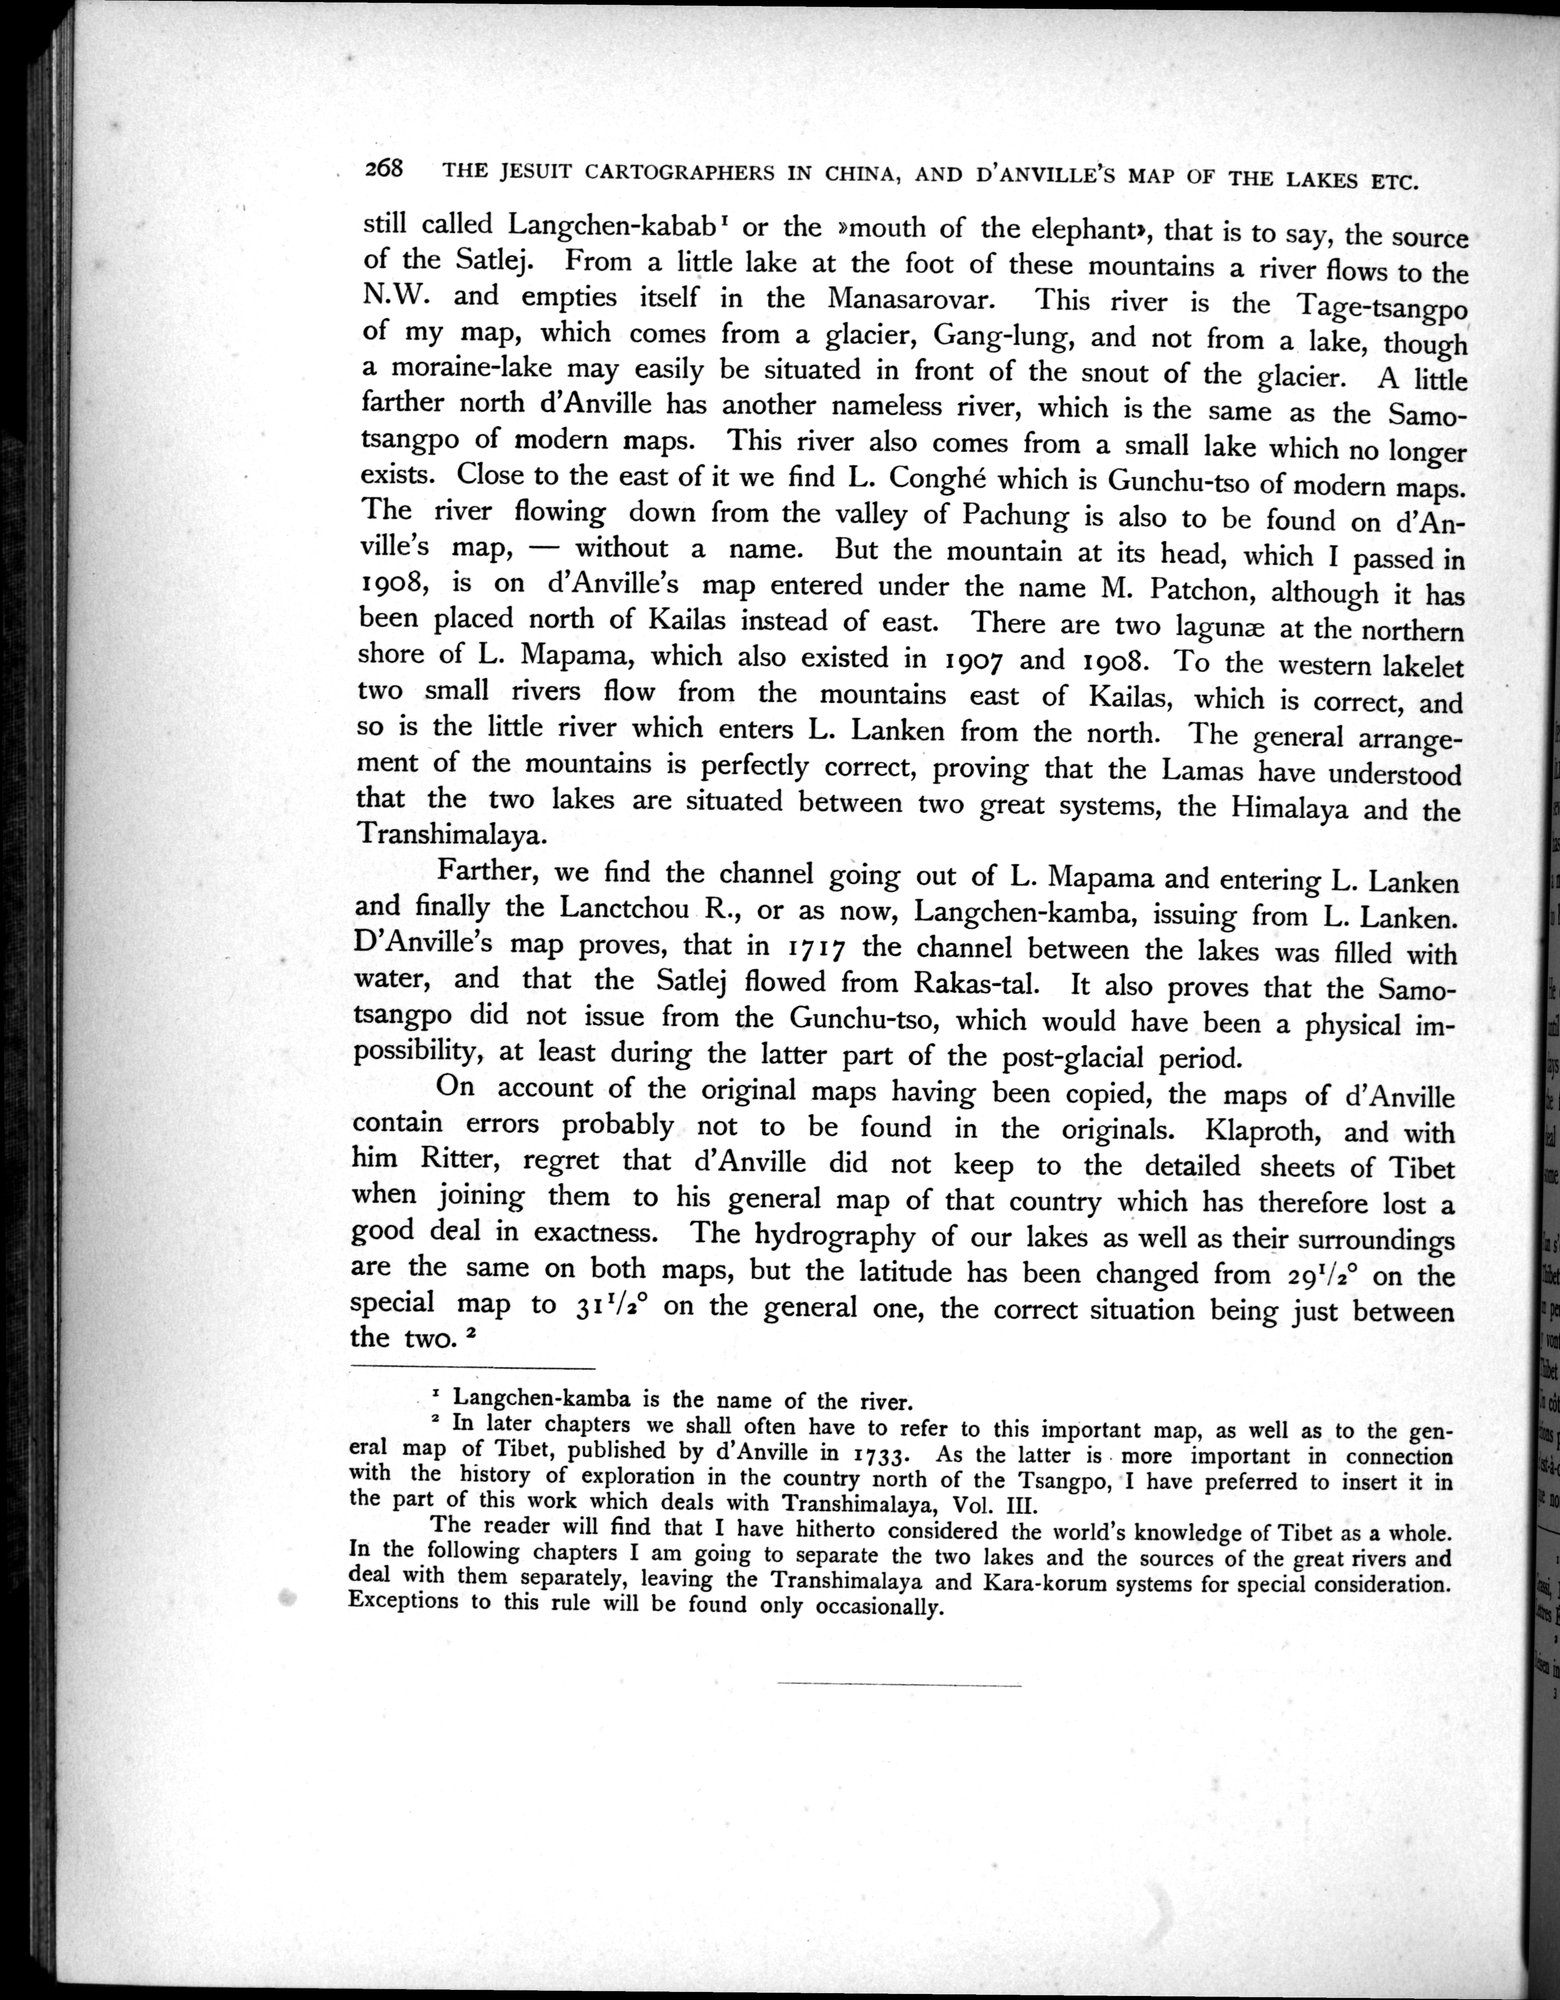 268 THE JESUIT CARTOGRAPHERS IN CHINA, AND D'ANVILLE'S MAP OF THE LAKES ETC.
still called Langchen-kabab¹ or the »mouth of the elephant», that is to say, the source
of the Satlej. From a little lake at the foot of these mountains a river flows to the
N.W. and empties itself in the Manasarovar. This river is the Tage-tsangpo
of my map, which comes from a glacier, Gang-lung, and not from a lake, though
a moraine-lake may easily be situated in front of the snout of the glacier. A little
farther north d'Anville has another nameless river, which is the same as the Samo-
tsangpo of modern maps. This river also comes from a small lake which no longer
exists. Close to the east of it we find L. Conghé which is Gunchu-tso of modern maps.
The river flowing down from the valley of Pachung is also to be found on d'An-
ville's map, — without a name. But the mountain at its head, which I passed in
1908, is on d'Anville's map entered under the name M. Patchon, although it has
been placed north of Kailas instead of east. There are two lagunæ at the northern
shore of L. Mapama, which also existed in 1907 and 1908. To the western lakelet
two small rivers flow from the mountains east of Kailas, which is correct, and
so is the little river which enters L. Lanken from the north. The general arrange-
ment of the mountains is perfectly correct, proving that the Lamas have understood
that the two lakes are situated between two great systems, the Himalaya and the
Transhimalaya.
Farther, we find the channel going out of L. Mapama and entering L. Lanken
and finally the Lanctchou R., or as now, Langchen-kamba, issuing from L. Lanken.
D'Anville's map proves, that in 1717 the channel between the lakes was filled with
water, and that the Satlej flowed from Rakas-tal. It also proves that the Samo-
tsangpo did not issue from the Gunchu-tso, which would have been a physical im-
possibility, at least during the latter part of the post-glacial period.
On account of the original maps having been copied, the maps of d'Anville
contain errors probably not to be found in the originals. Klaproth, and with
him Ritter, regret that d'Anville did not keep to the detailed sheets of Tibet
when joining them to his general map of that country which has therefore lost a
good deal in exactness. The hydrography of our lakes as well as their surroundings
are the same on both maps, but the latitude has been changed from 29¹/₂° on the
special map to 31¹/₂° on the general one, the correct situation being just between
the two.²
¹ Langchen-kamba is the name of the river.
² In later chapters we shall often have to refer to this important map, as well as to the gen-
eral map of Tibet, published by d'Anville in 1733. As the latter is more important in connection
with the history of exploration in the country north of the Tsangpo, I have preferred to insert it in
the part of this work which deals with Transhimalaya, Vol. III.
The reader will find that I have hitherto considered the world's knowledge of Tibet as a whole.
In the following chapters I am going to separate the two lakes and the sources of the great rivers and
deal with them separately, leaving the Transhimalaya and Kara-korum systems for special consideration.
Exceptions to this rule will be found only occasionally.